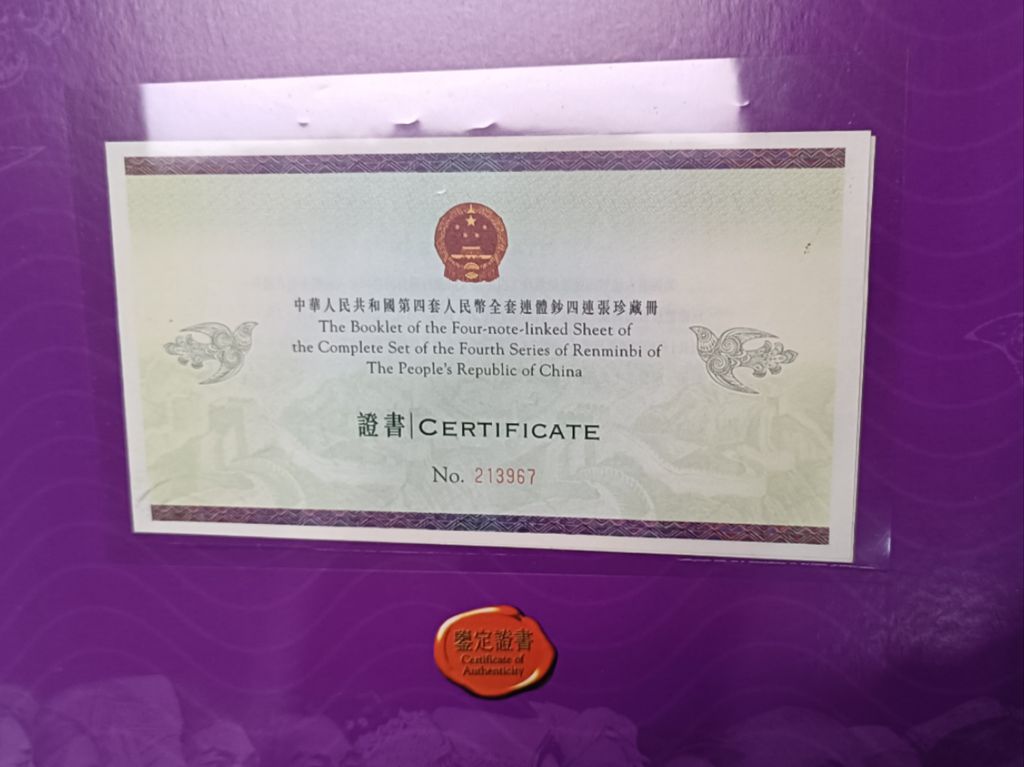 中華人民共和國第四套人民幣全套連體鈔四連張珍藏冊
The Booklet of the Four-note-linked Sheet of
the Complete Set of the Fourth Series of Renminbi of
The People's Republic of China
證書|CERTIFICATE
No. 213967
鑒定證書
Certificate of
Authenticity